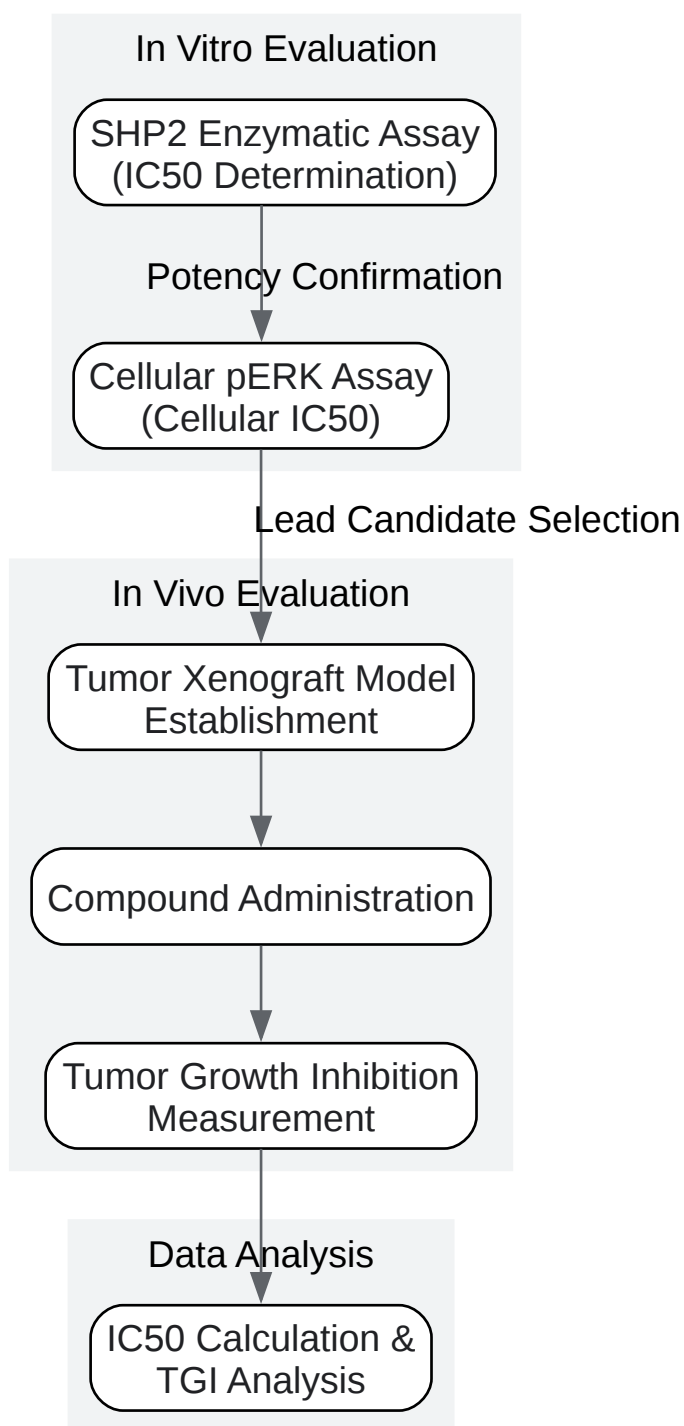 In Vitro Evaluation
SHP2 Enzymatic Assay
(IC50 Determination)
Potency Confirmation
Cellular pERK Assay
(Cellular IC50)
Lead Candidate Selection
In Vivo Evaluation
Tumor Xenograft Model
Establishment
Compound Administration
Tumor Growth Inhibition
Measurement
Data Analysis
IC50 Calculation &
TGI Analysis